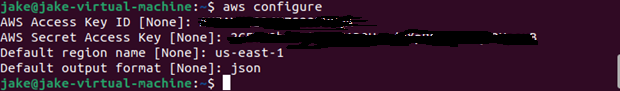 jake@jake-virtual-machine:~$ aws configure
AWS Access Key ID [None]:
AWS Secret Access Key [None]:
Default region name [None]: us-east-1
Default output format [None]: json
jake@jake-virtual-machine:~$